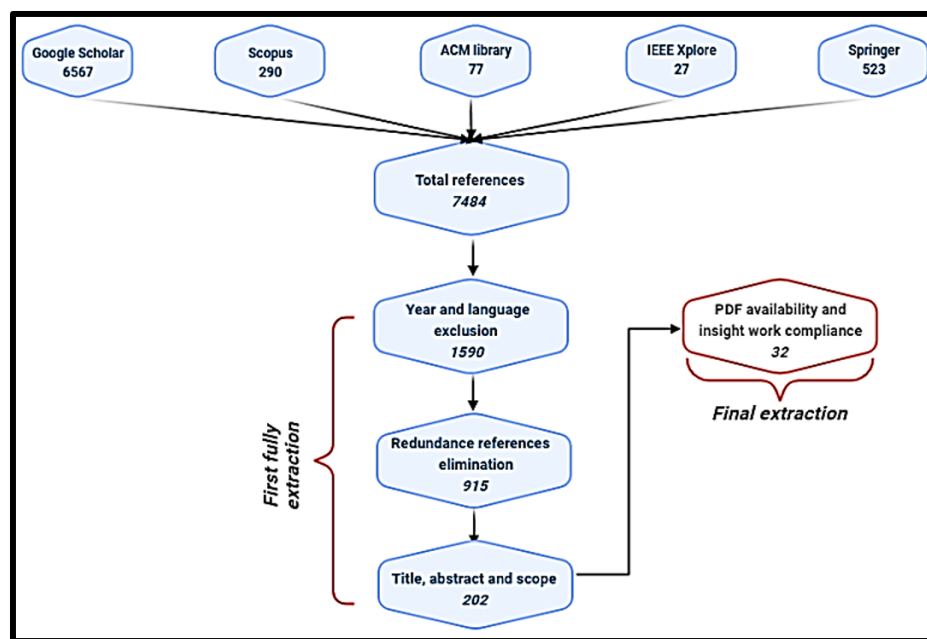 Google Scholar
6567
Scopus
290
ACM library
77
IEEE Xplore
27
Springer
523
Total references
7484
Year and language
exclusion
1590
PDF availability and
insight work compliance
32
Final extraction
First fully
extraction
Redundance references
elimination
915
Title, abstract and scope
202